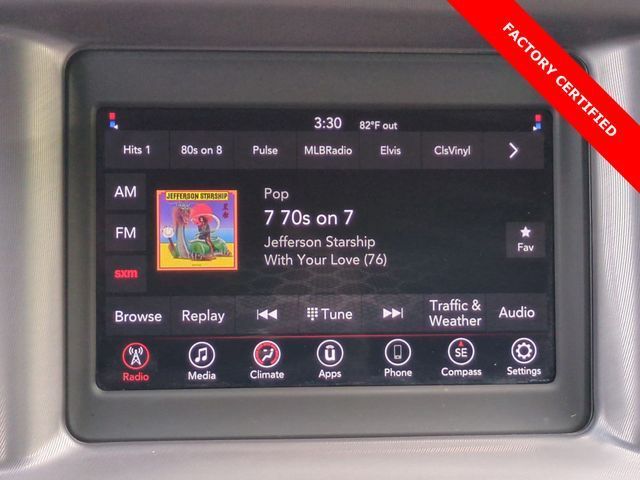 FACTORY CERTIFIED
3:30 82°F out
Hits 1 80s on 8 Pulse MLBRadio Elvis ClsVinyl
AM
FM
sxm
JEFFERSON STARSHIP
Pop
7 70s on 7
Jefferson Starship
With Your Love (76)
Fav
Browse Replay Tune Traffic & Weather Audio
SE
Radio Media Climate Apps Phone Compass Settings